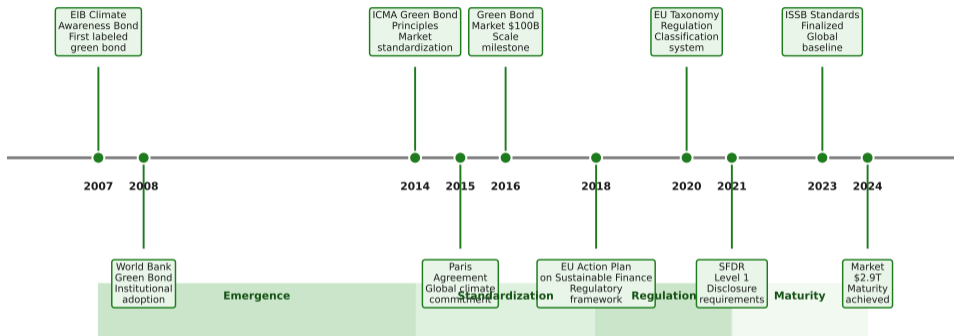 EIB Climate
Awareness Bond
First labeled
green bond
ICMA Green Bond
Principles
Market
standardization
Green Bond
Market $100B
Scale
milestone
EU Taxonomy
Regulation
Classification
system
ISSB Standards
Finalized
Global
baseline
2007 2008 2014 2015 2016 2018 2020 2021 2023 2024
World Bank
Green Bond
Institutional
adoption
Paris
Agreement
Global climate
commitment
EU Action Plan
on Sustainable Finance
Regulatory
framework
SFDR
Level 1
Disclosure
requirements
Market
$2.9T
Maturity
achieved
Emergence Standardization Regulation Maturity